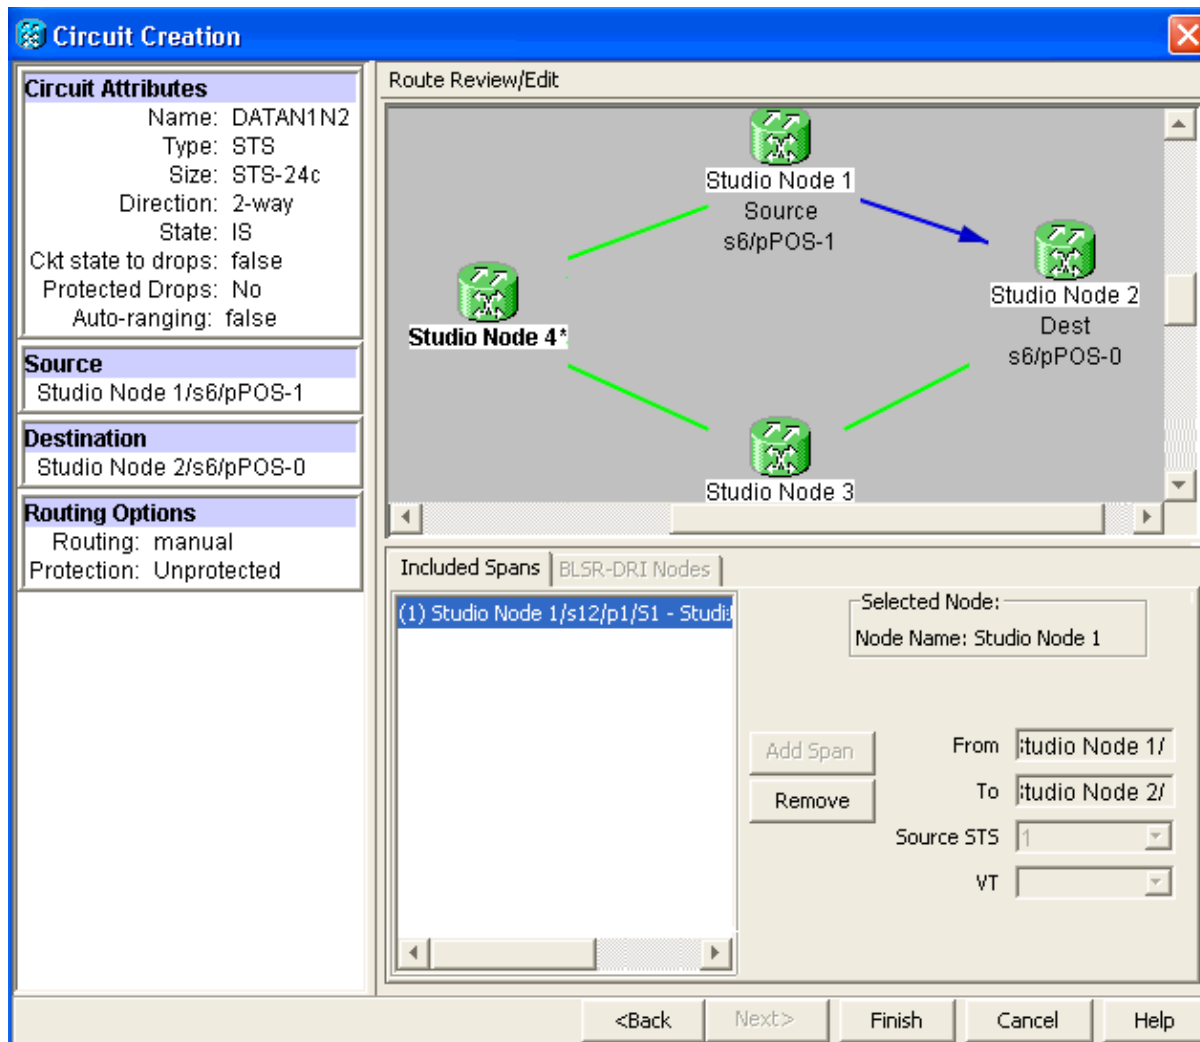 Circuit Creation
Circuit Attributes
Name: DATAN1N2
Type: STS
Size: STS-24c
Direction: 2-way
State: IS
Ckt state to drops: false
Protected Drops: No
Auto-ranging: false
Source
Studio Node 1/s6/pPOS-1
Destination
Studio Node 2/s6/pPOS-0
Routing Options
Routing: manual
Protection: Unprotected
Route Review/Edit
Studio Node 1
Source
s6/pPOS-1
Studio Node 2
Dest
s6/pPOS-0
Studio Node 4*
Studio Node 3
Included Spans
BLSR-DRI Nodes
(1) Studio Node 1/s12/p1/S1 - Studi
Selected Node:
Node Name: Studio Node 1
Add Span
Remove
From tudio Node 1/
To tudio Node 2/
Source STS 1
VT
<Back
Next>
Finish
Cancel
Help